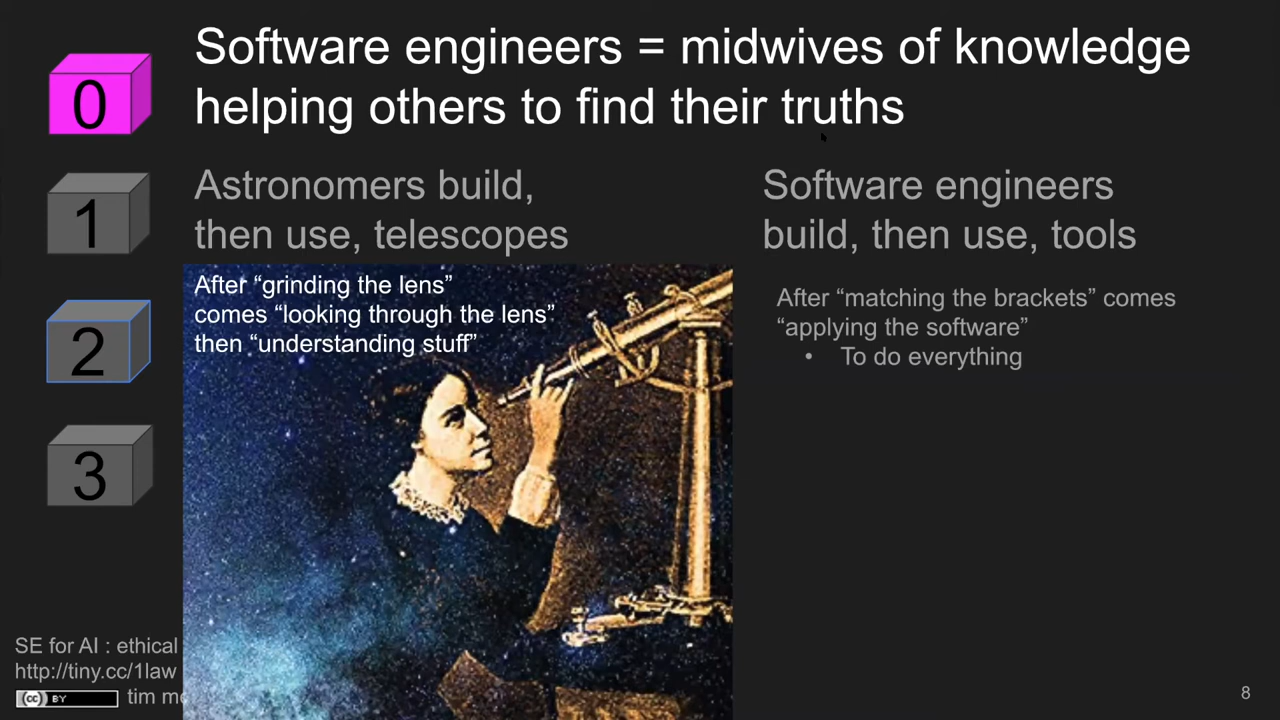 Software engineers = midwives of knowledge
helping others to find their truths
0
1
2
3
Astronomers build,
then use, telescopes
After “grinding the lens”
comes “looking through the lens”
then “understanding stuff”
Software engineers
build, then use, tools
After “matching the brackets” comes
“applying the software”
• To do everything
SE for AI : ethical
http://tiny.cc/1law
cc BY tim me
8